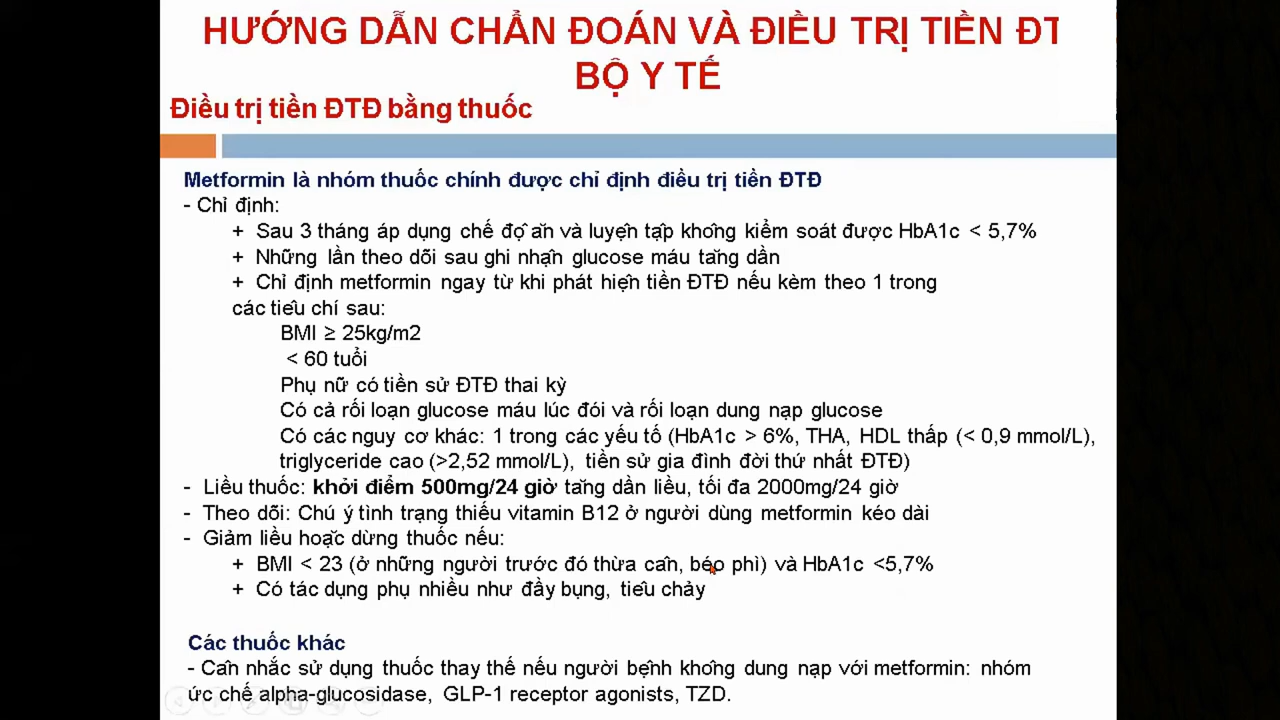 HƯỚNG DẪN CHẨN ĐOÁN VÀ ĐIỀU TRỊ TIỀN ĐT
BỘ Y TẾ
Điều trị tiền ĐTĐ bằng thuốc
Metformin là nhóm thuốc chính được chỉ định điều trị tiền ĐTĐ
- Chỉ định:
+ Sau 3 tháng áp dụng chế độ ăn và luyện tập không kiểm soát được HbA1c < 5,7%
+ Những lần theo dõi sau ghi nhận glucose máu tăng dần
+ Chỉ định metformin ngay từ khi phát hiện tiền ĐTĐ nếu kèm theo 1 trong
các tiêu chí sau:
BMI ≥ 25kg/m2
< 60 tuổi
Phụ nữ có tiền sử ĐTĐ thai kỳ
Có cả rối loạn glucose máu lúc đói và rối loạn dung nạp glucose
Có các nguy cơ khác: 1 trong các yếu tố (HbA1c > 6%, THA, HDL thấp (< 0,9 mmol/L),
triglyceride cao (>2,52 mmol/L), tiền sử gia đình đời thứ nhất ĐTĐ)
- Liều thuốc: khởi điểm 500mg/24 giờ tăng dần liều, tối đa 2000mg/24 giờ
- Theo dõi: Chú ý tình trạng thiếu vitamin B12 ở người dùng metformin kéo dài
- Giảm liều hoặc dừng thuốc nếu:
+ BMI < 23 (ở những người trước đó thừa cân, béo phì) và HbA1c <5,7%
+ Có tác dụng phụ nhiều như đầy bụng, tiêu chảy
Các thuốc khác
- Cân nhắc sử dụng thuốc thay thế nếu người bệnh không dung nạp với metformin: nhóm
ức chế alpha-glucosidase, GLP-1 receptor agonists, TZD.